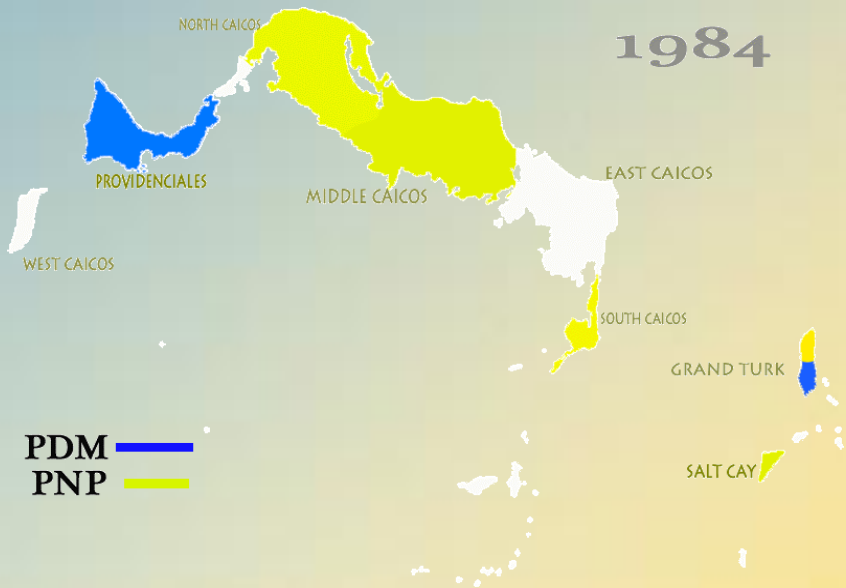 NORTH CAICOS
1984
PROVIDENCIALES
MIDDLE CAICOS
EAST CAICOS
WEST CAICOS
SOUTH CAICOS
GRAND TURK
PDM
PNP
SALT CAY